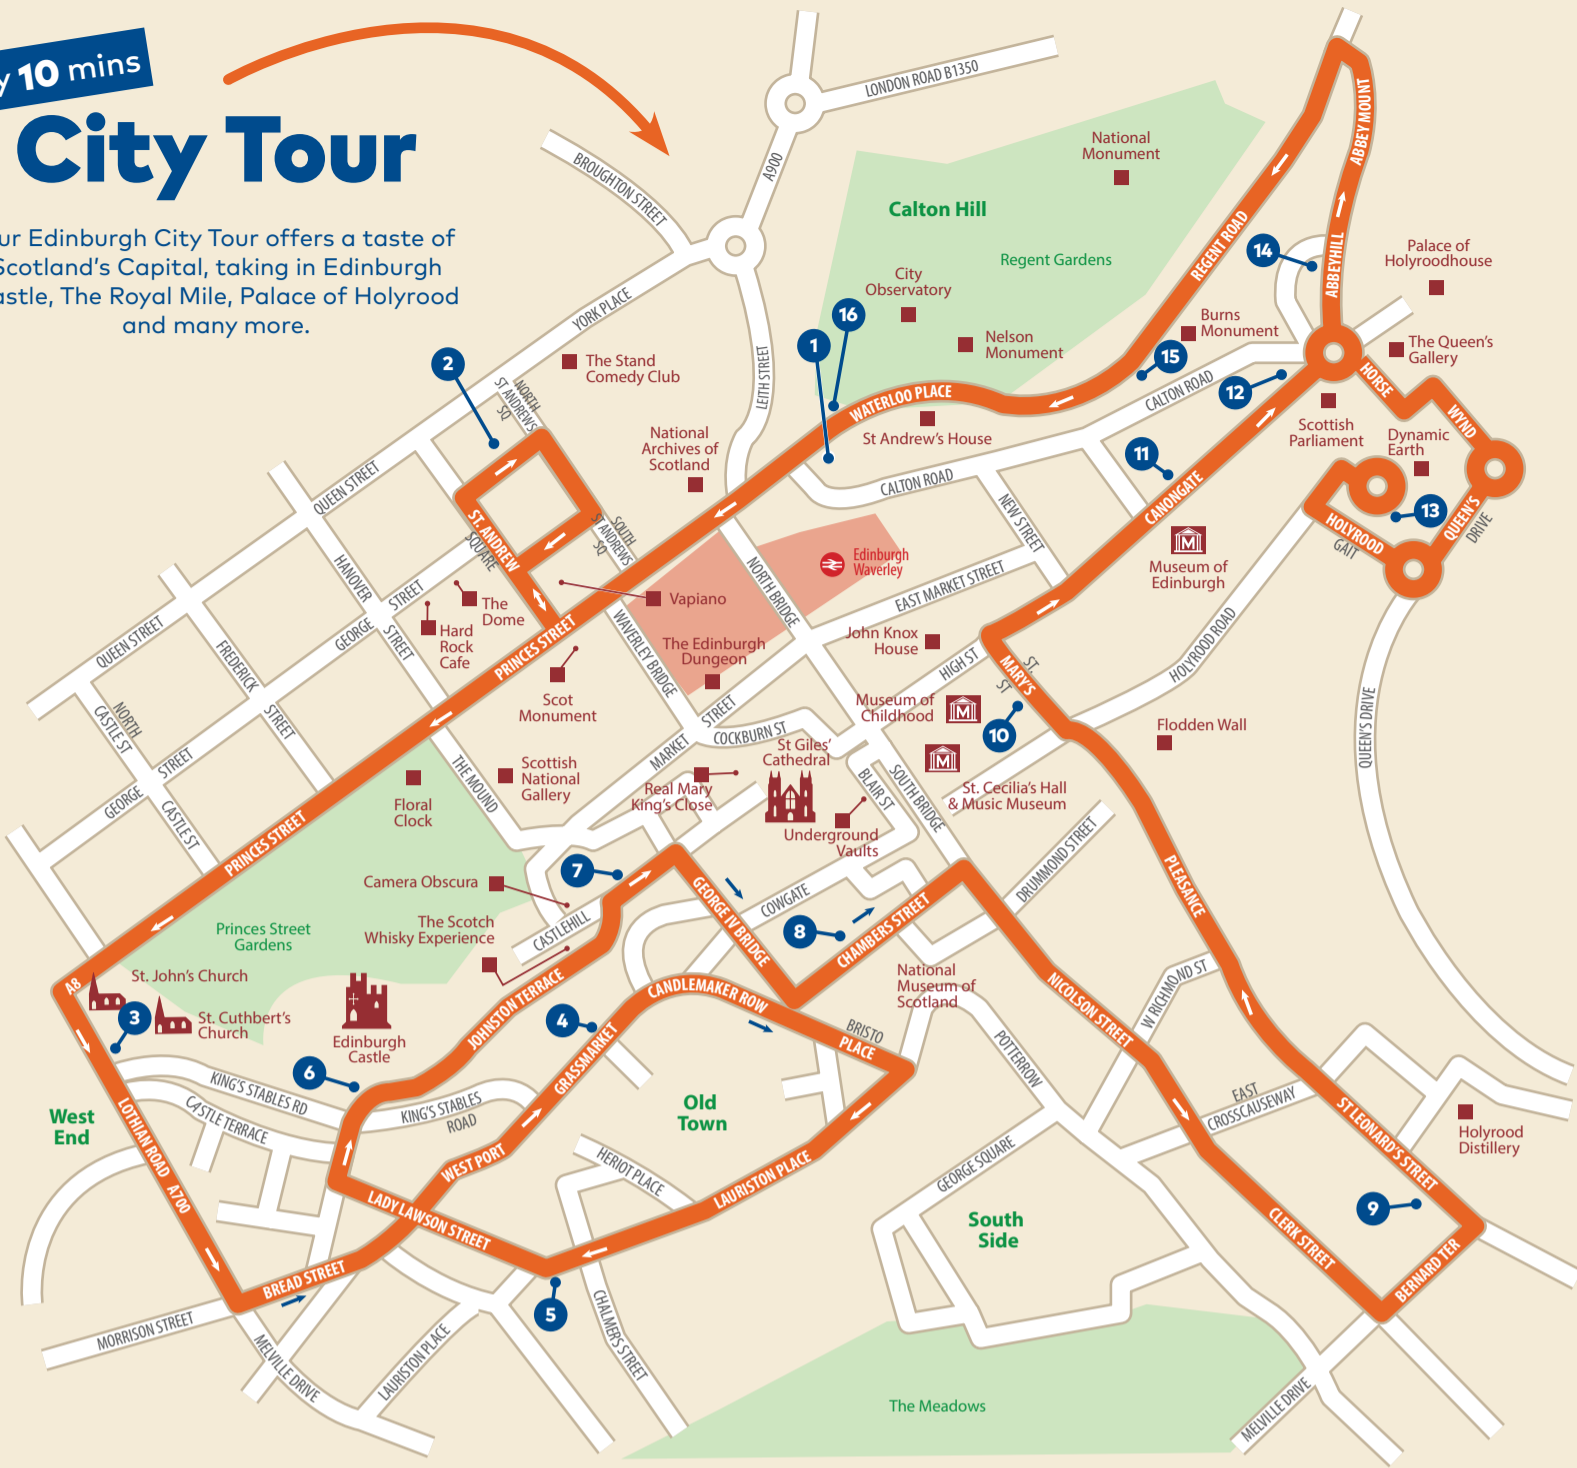 y 10 mins
City Tour
ur Edinburgh City Tour offers a taste of
Scotland's Capital, taking in Edinburgh
astle, The Royal Mile, Palace of Holyrood
and many more.
LONDON ROAD B1350
A900
BROUGHTON STREET
YORK PLACE
LEITH STREET
National
Monument
Calton Hill
Regent Gardens
City
Observatory
Nelson
Monument
REGENT ROAD
ABBEY MOUNT
ABBEYHILL
14
Palace of
Holyroodhouse
Burns
Monument
The Queen's
Gallery
16
1
15
12
2
The Stand
Comedy Club
NORTH
ST ANDREWS
SQ
WATERLOO PLACE
St Andrew's House
CALTON ROAD
CALTON ROAD
HORSE
WYND
Scottish
Parliament
Dynamic
Earth
11
13
CANONGATE
HOLYROOD
GAIT
QUEEN'S
DRIVE
National
Archives of
Scotland
QUEEN STREET
ST. ANDREW
SQUARE
SOUTH
ST ANDREWS
SQ
NEW STREET
Museum of
Edinburgh
Edinburgh
Waverley
NORTH BRIDGE
EAST MARKET STREET
HANOVER
STREET
GEORGE
STREET
The
Dome
Hard
Rock
Cafe
Vapiano
PRINCES STREET
WAVERLEY BRIDGE
The Edinburgh
Dungeon
John Knox
House
HIGH ST
ST.
MARY'S
ST
HOLYROOD ROAD
QUEEN STREET
FREDERICK
STREET
Scot
Monument
Museum of
Childhood
10
Flodden Wall
QUEEN'S DRIVE
NORTH
CASTLE ST
CASTLE ST
GEORGE
STREET
THE MOUND
MARKET
STREET
COCKBURN ST
St Giles'
Cathedral
Scottish
National
Gallery
Real Mary
King's Close
BLAIR ST
SOUTH BRIDGE
St. Cecilia's Hall
& Music Museum
Floral
Clock
Underground
Vaults
DRUMMOND STREET
PRINCES STREET
7
Camera Obscura
The Scotch
Whisky Experience
CASTLEHILL
GEORGE IV BRIDGE
COWGATE
8
CHAMBERS STREET
PLEASANCE
Princes Street
Gardens
A8
St. John's Church
3
St. Cuthbert's
Church
Edinburgh
Castle
JOHNSTON TERRACE
CANDLEMAKER ROW
National
Museum of
Scotland
NICOLSON STREET
W RICHMOND ST
4
BRISTO
PLACE
POTTERROW
6
KING'S STABLES RD
KING'S STABLES
ROAD
GRASSMARKET
CASTLE TERRACE
West
End
Old
Town
EAST
CROSSCAUSEWAY
ST LEONARD'S STREET
Holyrood
Distillery
LOTHIAN ROAD A700
WEST PORT
HERIOT PLACE
GEORGE SQUARE
LADY LAWSON STREET
LAURISTON PLACE
South
Side
9
CLERK STREET
BERNARD TER
BREAD STREET
5
MORRISON STREET
MELVILLE DRIVE
LAURISTON PLACE
CHALMERS STREET
The Meadows
MELVILLE DRIVE